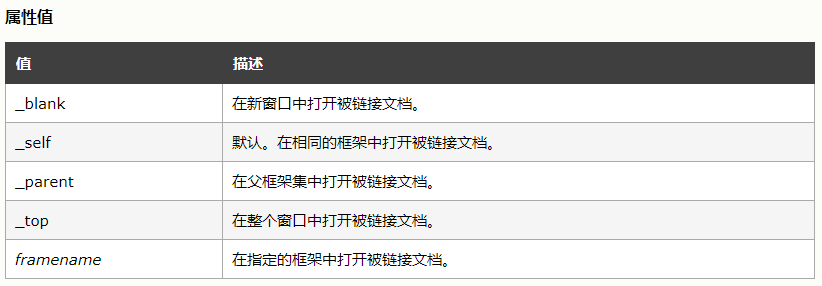 属性值
值 描述
_blank 在新窗口中打开被链接文档。
_self 默认。在相同的框架中打开被链接文档。
_parent 在父框架集中打开被链接文档。
_top 在整个窗口中打开被链接文档。
framename 在指定的框架中打开被链接文档。